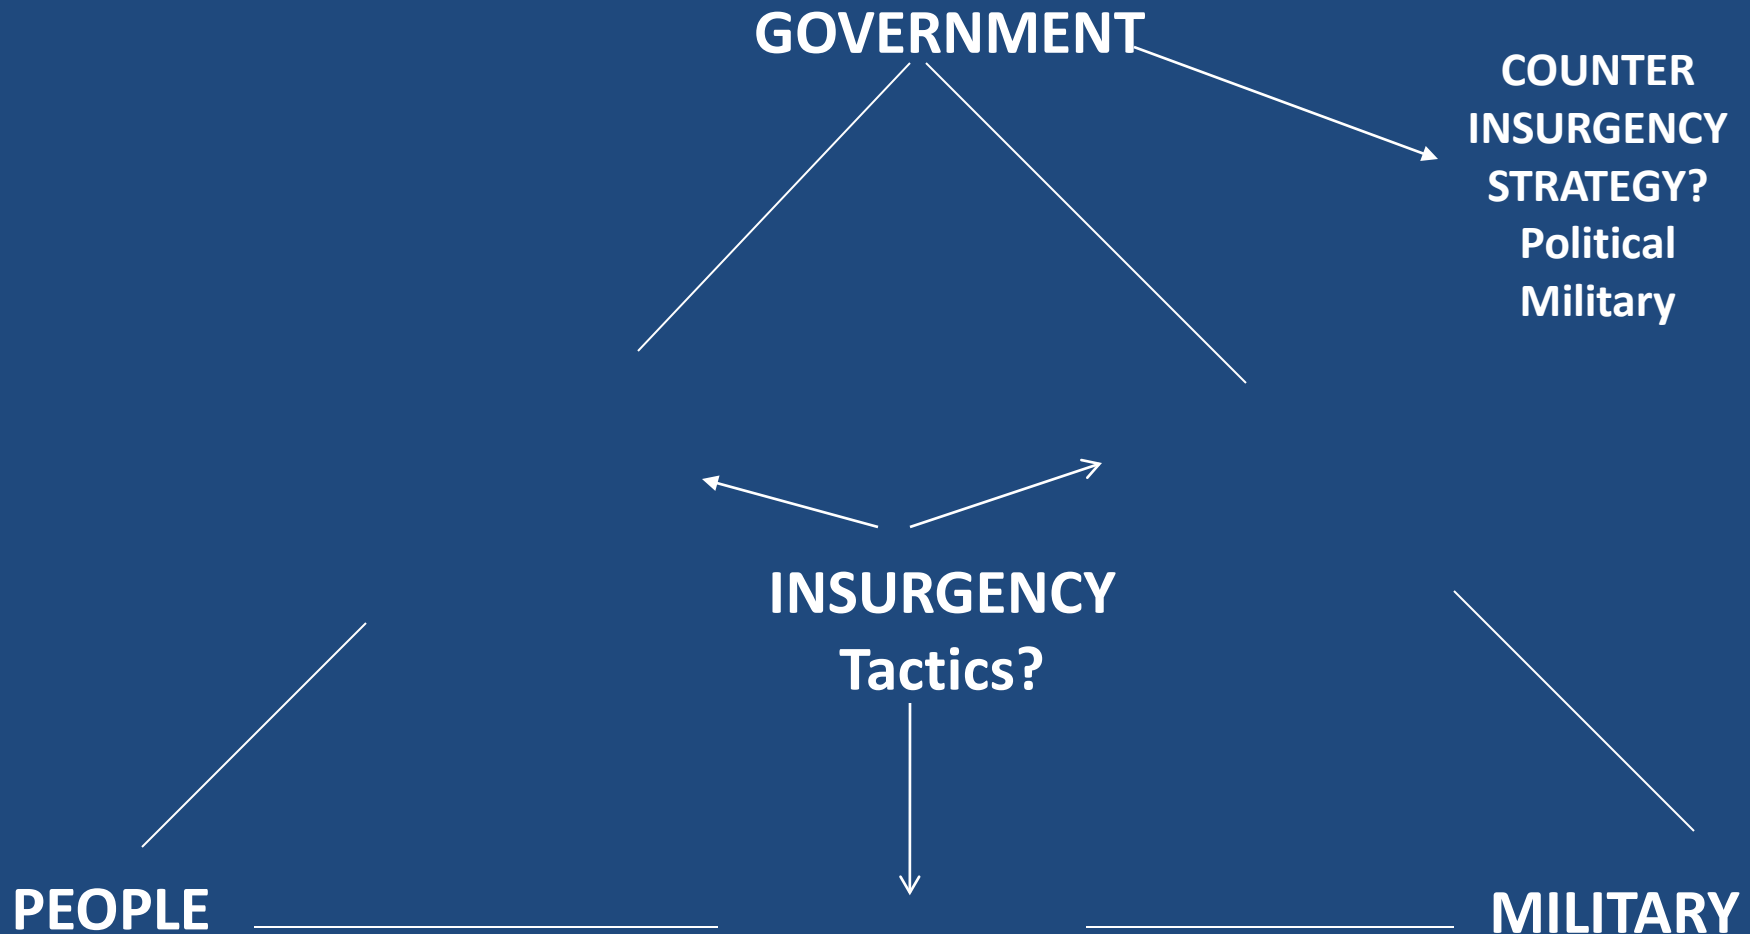 GOVERNMENT
COUNTER
INSURGENCY
STRATEGY?
Political
Military
INSURGENCY
Tactics?
PEOPLE
MILITARY